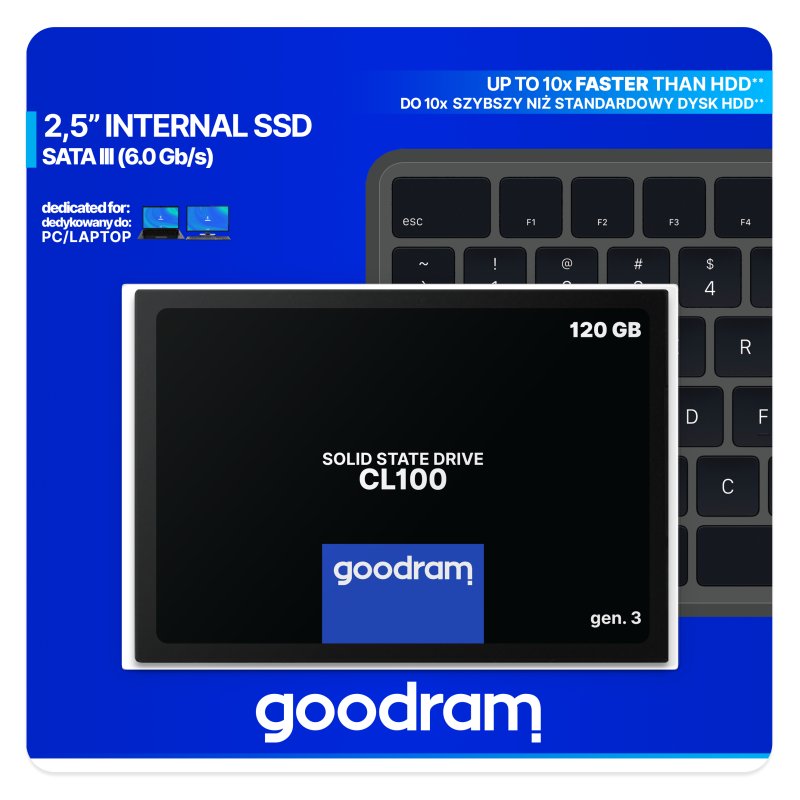 UP TO 10x FASTER THAN HDD**
DO 10x SZYBSZY NIŻ STANDARDOWY DYSK HDD**
2,5” INTERNAL SSD
SATA III (6.0 Gb/s)
dedicated for:
dedykowany do:
PC/LAPTOP
esc F1 F2 F3 F4
~ ! @ # $
4
R
D F
C
120 GB
SOLID STATE DRIVE
CL100
goodram
gen. 3
goodram